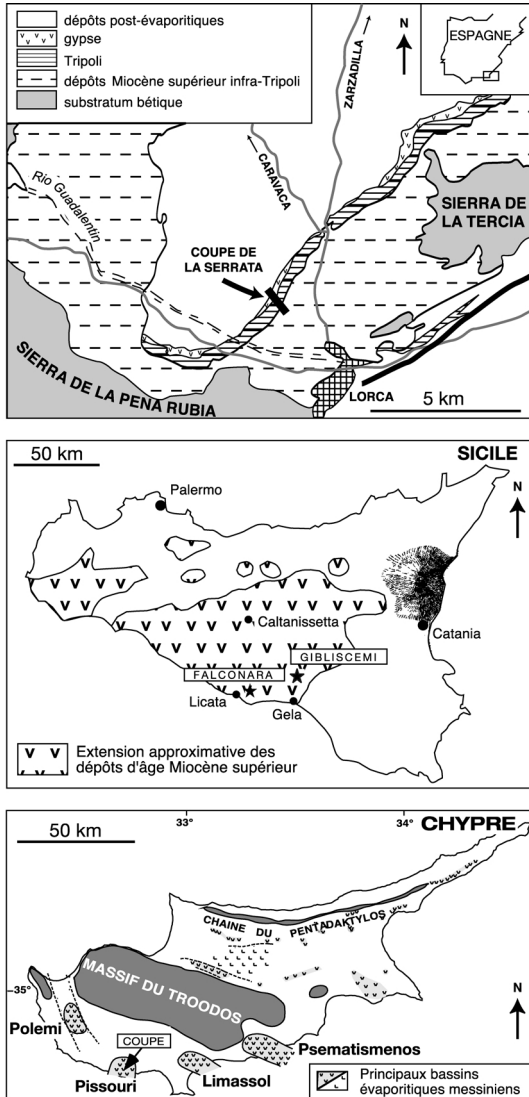 dépôts post-évaporitiques
gypse
Tripoli
dépôts Miocène supérieur infra-Tripoli
substratum bétique
N
ESPAGNE
ZARZADILLA
CARAVACA
Rio Guadalentin
COUPE DE
LA SERRATA
SIERRA DE
LA TERCIA
SIERRA DE LA PENA RUBIA
LORCA
5 km
50 km
SICILE
N
Palermo
Caltanissetta
Catania
GIBLISCEMI
FALCONARA
Licata
Gela
Extension approximative des
dépôts d'âge Miocène supérieur
50 km
33°
34°
CHYPRE
CHAINE DU PENTADAKTYLOS
MASSIF DU TROODOS
35°
N
Polemi
COUPE
Psematismenos
Pissouri
Limassol
Principaux bassins
évaporitiques messiniens